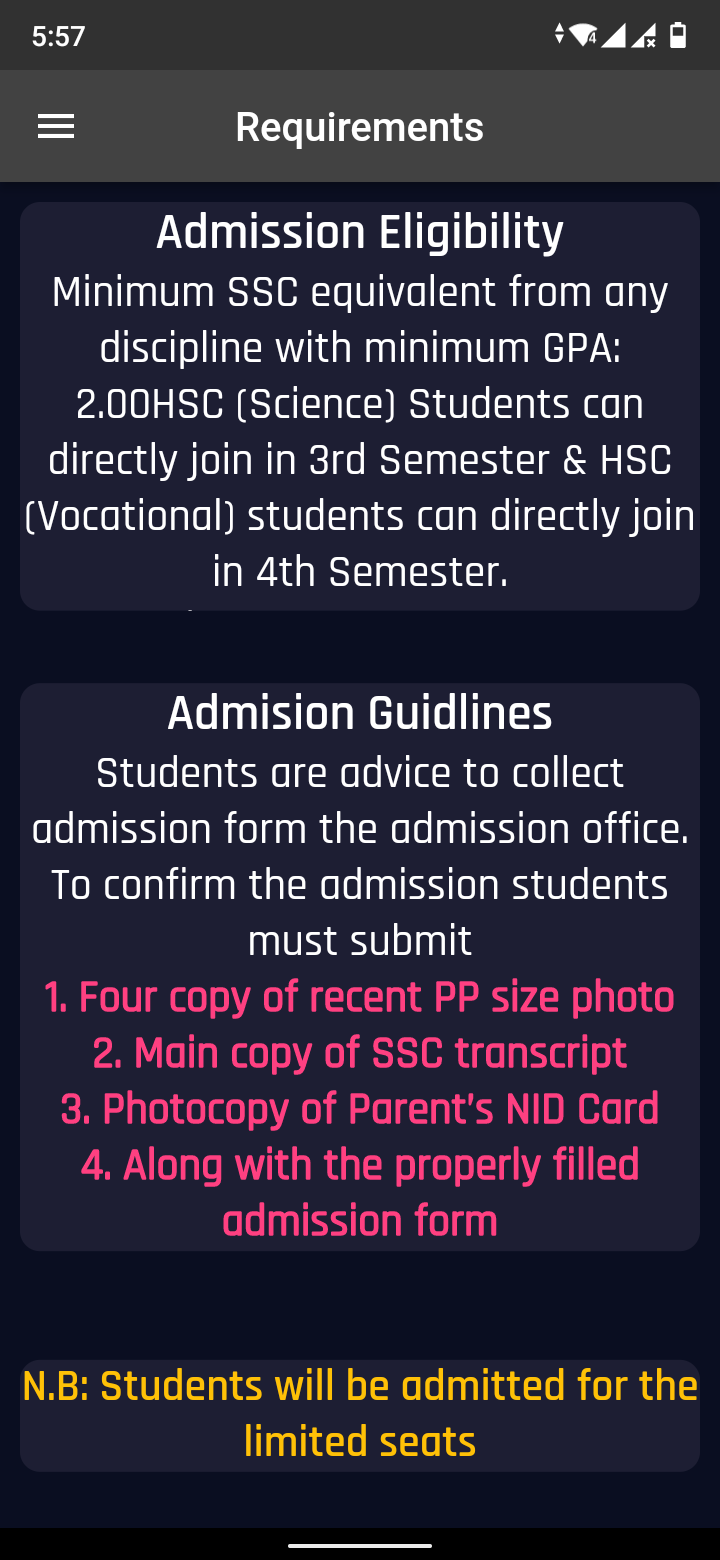 5:57
4
Requirements
Admission Eligibility
Minimum SSC equivalent from any
discipline with minimum GPA:
2.00HSC (Science) Students can
directly join in 3rd Semester & HSC
(Vocational) students can directly join
in 4th Semester.
Admision Guidlines
Students are advice to collect
admission form the admission office.
To confirm the admission students
must submit
1. Four copy of recent PP size photo
2. Main copy of SSC transcript
3. Photocopy of Parent's NID Card
4. Along with the properly filled
admission form
N.B: Students will be admitted for the
limited seats